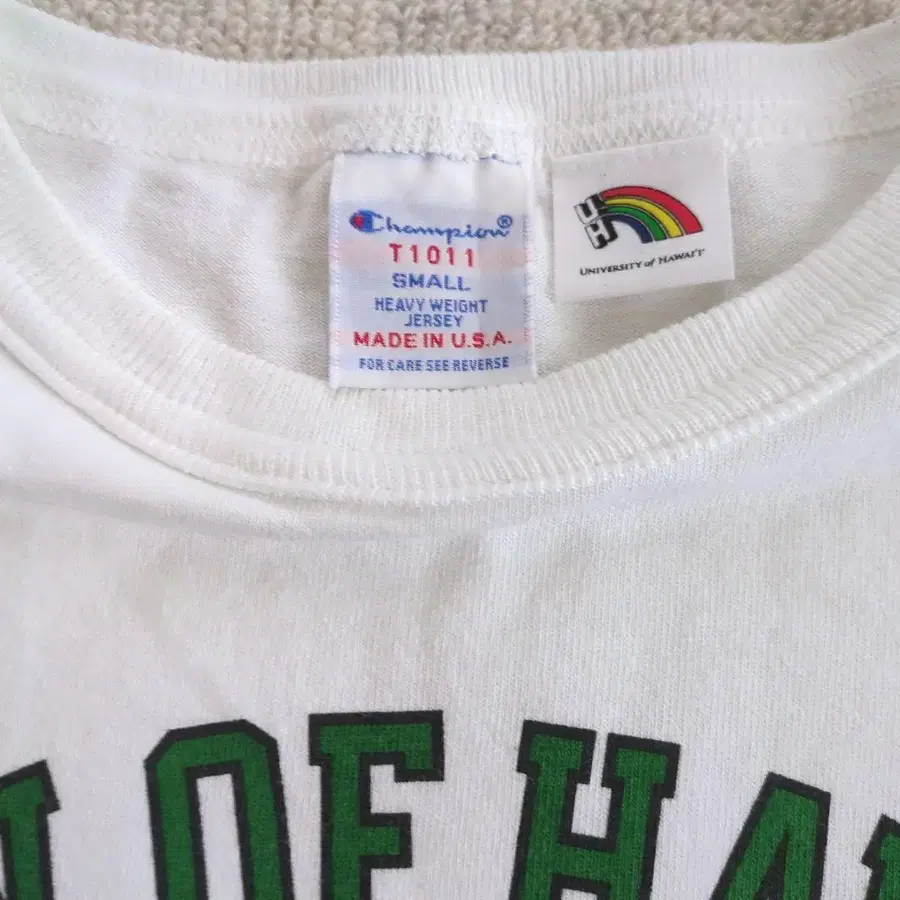 Champion®
T1011
SMALL
HEAVY WEIGHT
JERSEY
MADE IN U.S.A.
FOR CARE SEE REVERSE
UH
UNIVERSITY of HAWAI'I
OF HA